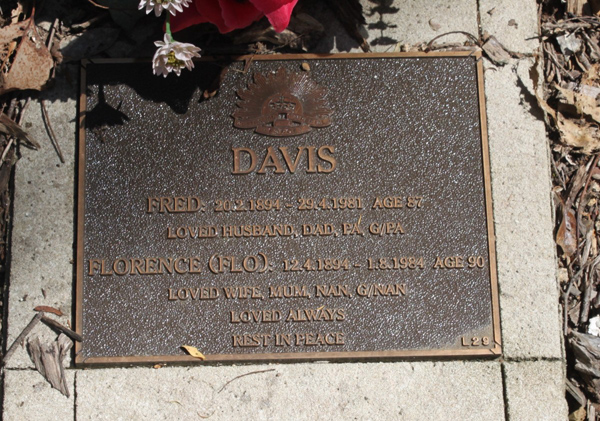 DAVIS
FRED: 20.2.1894 - 29.4.1981 AGE 87
LOVED HUSBAND, DAD, PA, G/PA
FLORENCE (FLO): 12.4.1894 - 1.8.1984 AGE 90
LOVED WIFE, MUM, NAN, G/NAN
LOVED ALWAYS
REST IN PEACE
L29